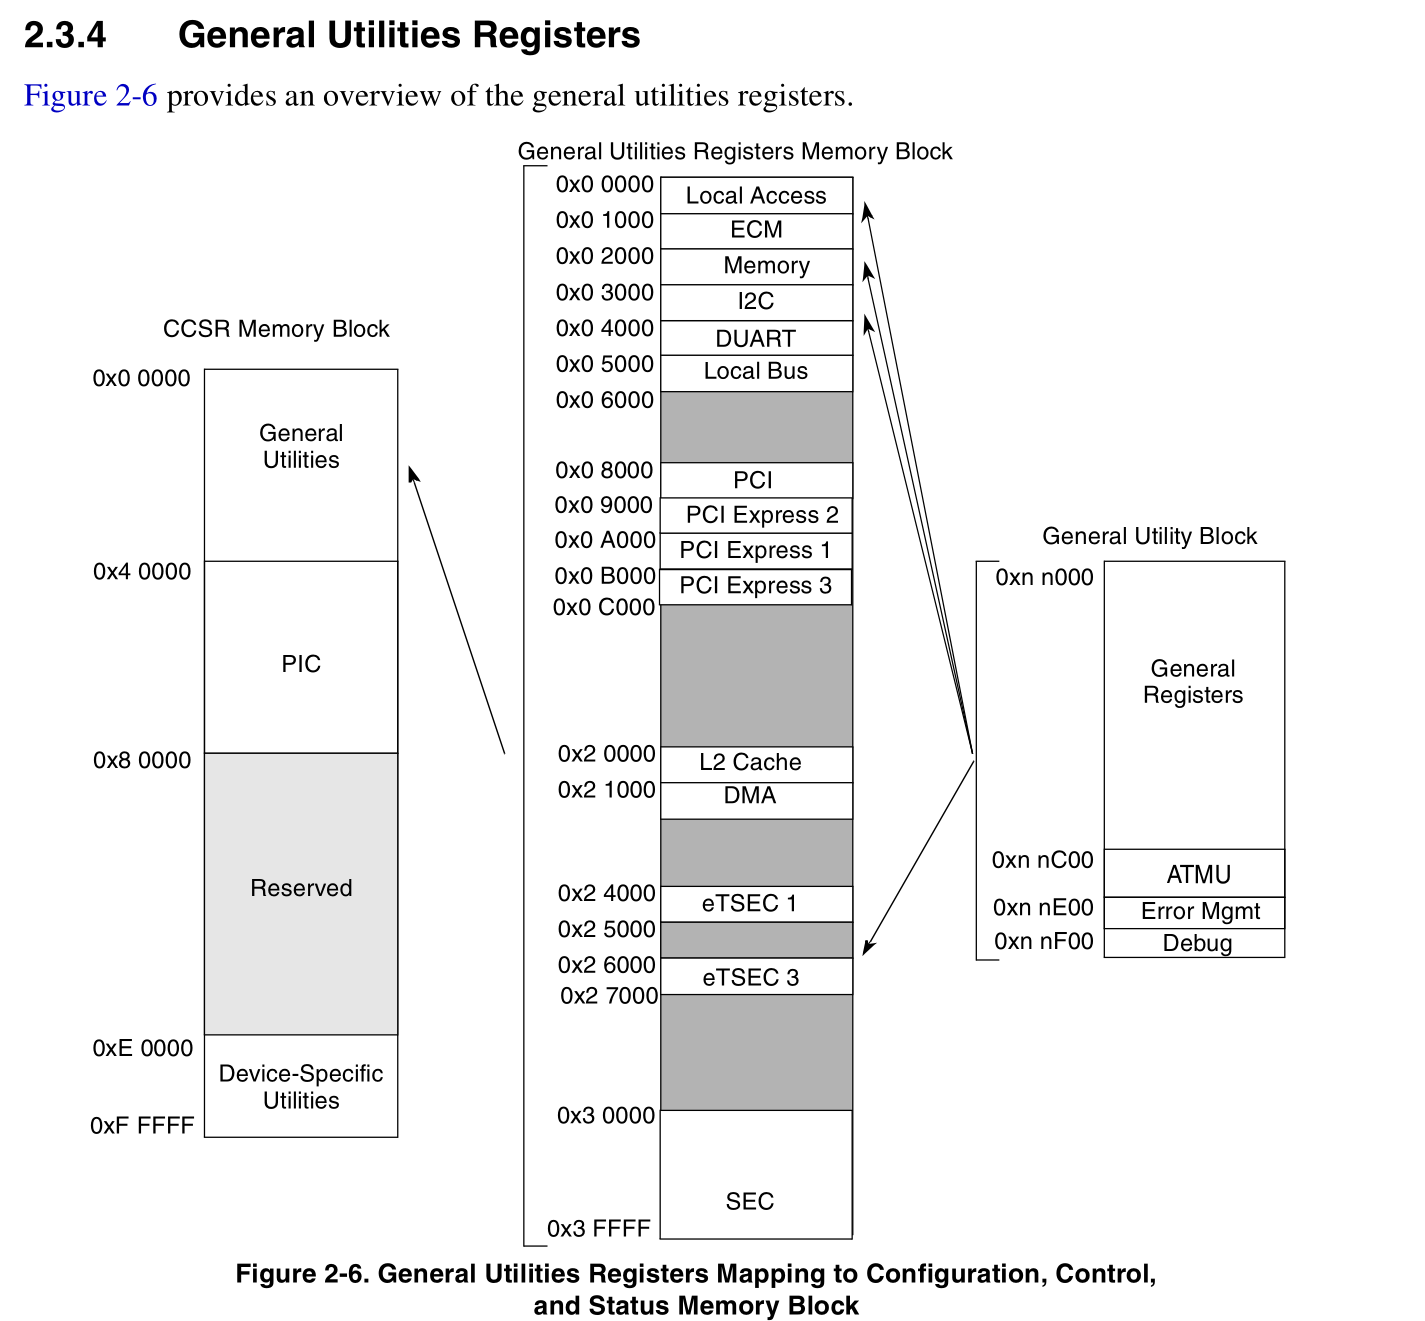 2.3.4 General Utilities Registers
Figure 2-6 provides an overview of the general utilities registers.
General Utilities Registers Memory Block
0x0 0000 Local Access
0x0 1000 ECM
0x0 2000 Memory
0x0 3000 I2C
0x0 4000 DUART
0x0 5000 Local Bus
0x0 6000
0x0 8000 PCI
0x0 9000 PCI Express 2
0x0 A000 PCI Express 1
0x0 B000 PCI Express 3
0x0 C000
0x2 0000 L2 Cache
0x2 1000 DMA
0x2 4000 eTSEC 1
0x2 5000
0x2 6000 eTSEC 3
0x2 7000
0x3 0000
SEC
0x3 FFFF
CCSR Memory Block
0x0 0000
General
Utilities
0x4 0000
PIC
0x8 0000
Reserved
0xE 0000
Device-Specific
Utilities
0xF FFFF
General Utility Block
0xn n000
General
Registers
0xn nC00 ATMU
0xn nE00 Error Mgmt
0xn nF00 Debug
Figure 2-6. General Utilities Registers Mapping to Configuration, Control,
and Status Memory Block